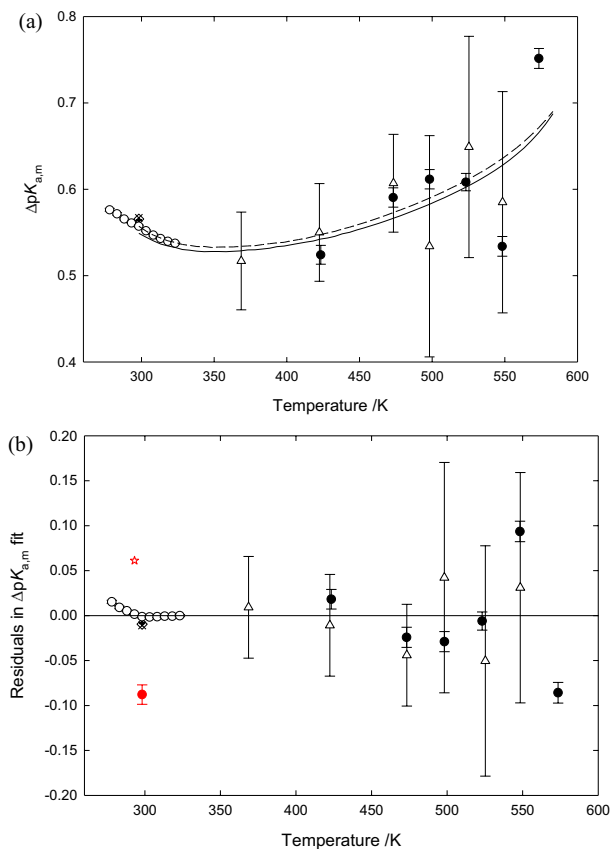 (a)
0.8
0.7
0.6
0.5
0.4
ΔpKa,m
250 300 350 400 450 500 550 600
Temperature /K
(b)
0.20
0.15
0.10
0.05
0.00
-0.05
-0.10
-0.15
-0.20
Residuals in ΔpKa,m fit
300 350 400 450 500 550 600
Temperature /K